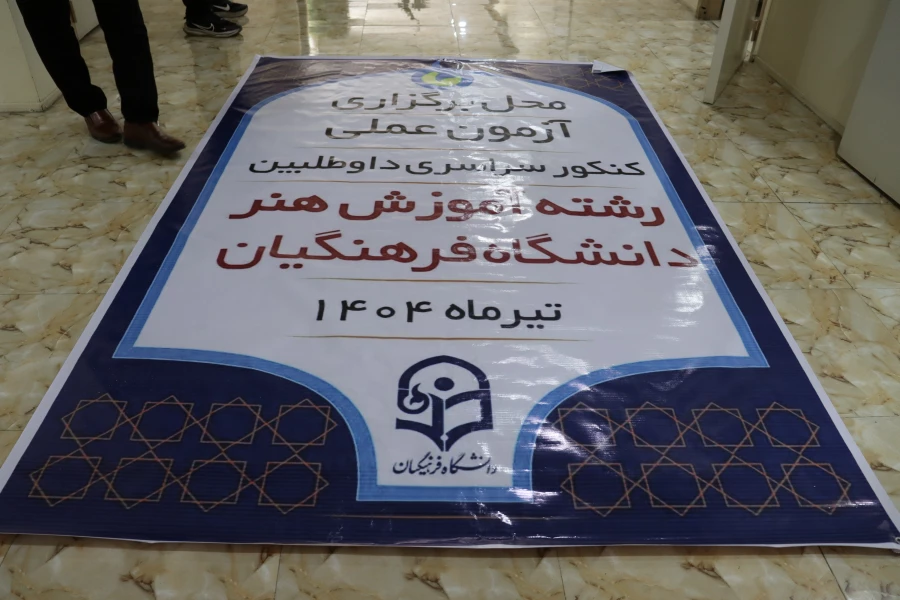 محل برگزاری
آزمون عملی
کنکور سراسری داوطلبین
رشته آموزش هنر
دانشگاه فرهنگیان
تیرماه ۱۴۰۴
دانشگاه فرهنگیان